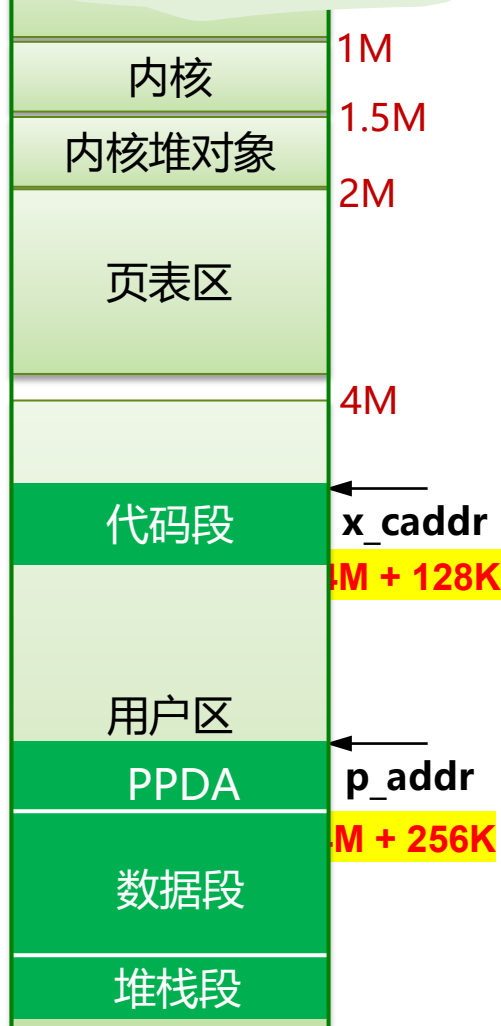 1M
内核
1.5M
内核堆对象
2M
页表区
4M
代码段
x_caddr
4M + 128K
用户区
PPDA
p_addr
M + 256K
数据段
堆栈段